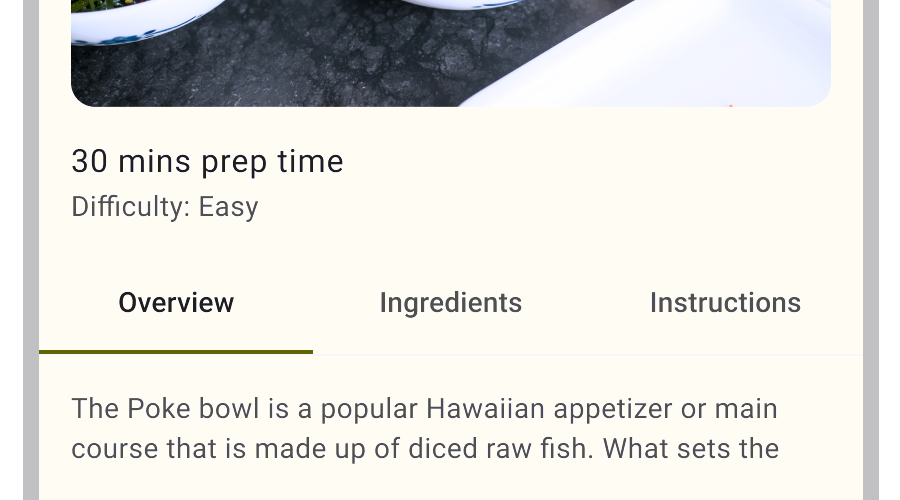 30 mins prep time
Difficulty: Easy
Overview
Ingredients
Instructions
The Poke bowl is a popular Hawaiian appetizer or main
course that is made up of diced raw fish. What sets the